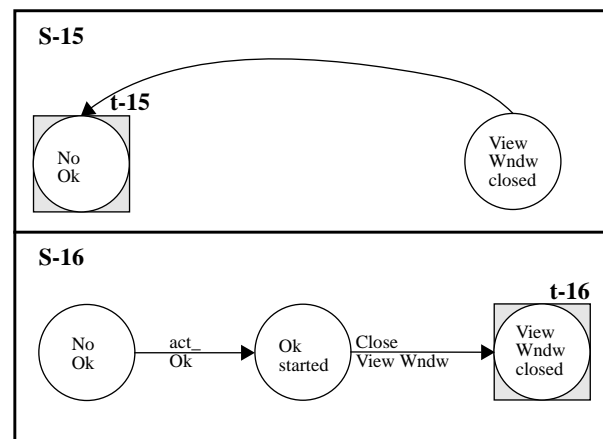 S-15
t-15
No
Ok
View
Wndw
closed
S-16
t-16
No
Ok
act_
Ok
Ok
started
Close
View Wndw
View
Wndw
closed